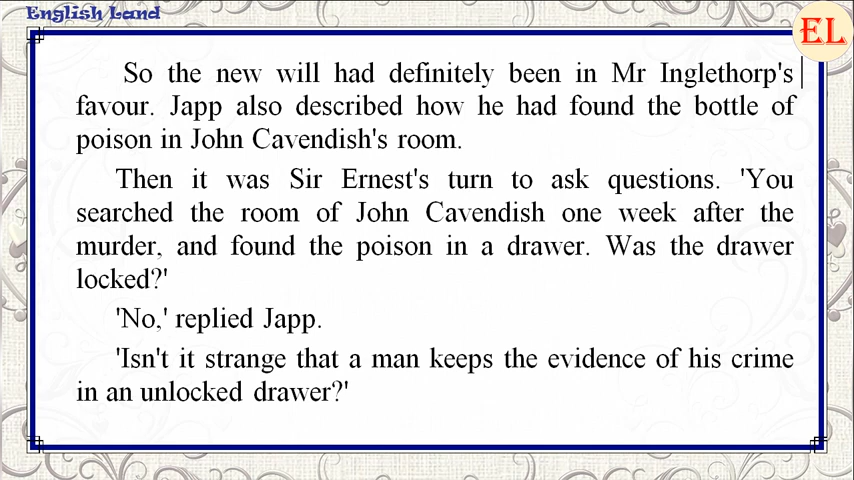 English Land
EL
So the new will had definitely been in Mr Inglethorp's
favour. Japp also described how he had found the bottle of
poison in John Cavendish's room.
Then it was Sir Ernest's turn to ask questions. 'You
searched the room of John Cavendish one week after the
murder, and found the poison in a drawer. Was the drawer
locked?'
'No,' replied Japp.
'Isn't it strange that a man keeps the evidence of his crime
in an unlocked drawer?'